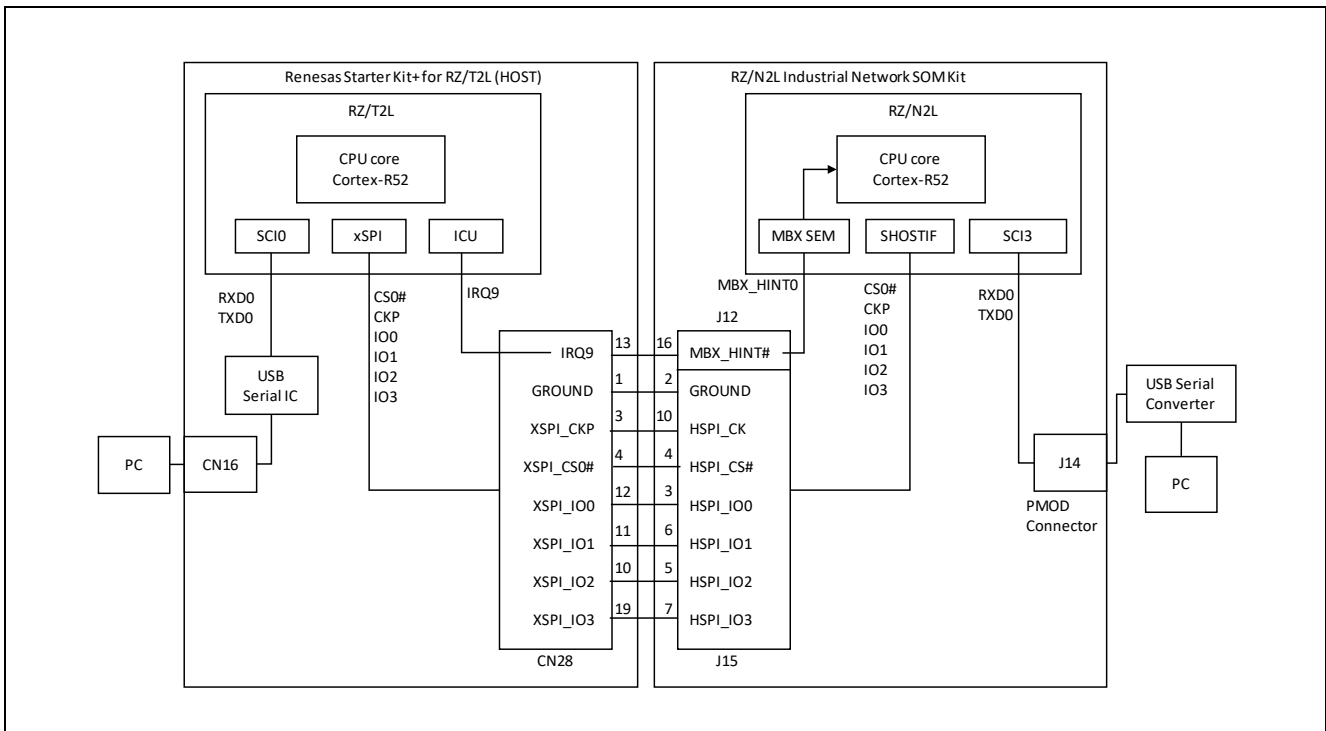 Renesas Starter Kit+ for RZ/T2L (HOST)
RZ/T2L
CPU core
Cortex-R52
SCI0
xSPI
ICU
RXD0
TXD0
CS0#
CKP
IO0
IO1
IO2
IO3
IRQ9
USB
Serial IC
PC
CN16
IRQ9
GROUND
XSPI_CKP
XSPI_CS0#
XSPI_IO0
XSPI_IO1
XSPI_IO2
XSPI_IO3
CN28
13
1
3
4
12
11
10
19
RZ/N2L Industrial Network SOM Kit
RZ/N2L
CPU core
Cortex-R52
MBX SEM
SHOSTIF
SCI3
MBX_HINT0
CS0#
CKP
IO0
IO1
IO2
IO3
RXD0
TXD0
J12
16
2
10
4
3
6
5
7
MBX_HINT#
GROUND
HSPI_CK
HSPI_CS#
HSPI_IO0
HSPI_IO1
HSPI_IO2
HSPI_IO3
J15
J14
PMOD
Connector
USB Serial
Converter
PC